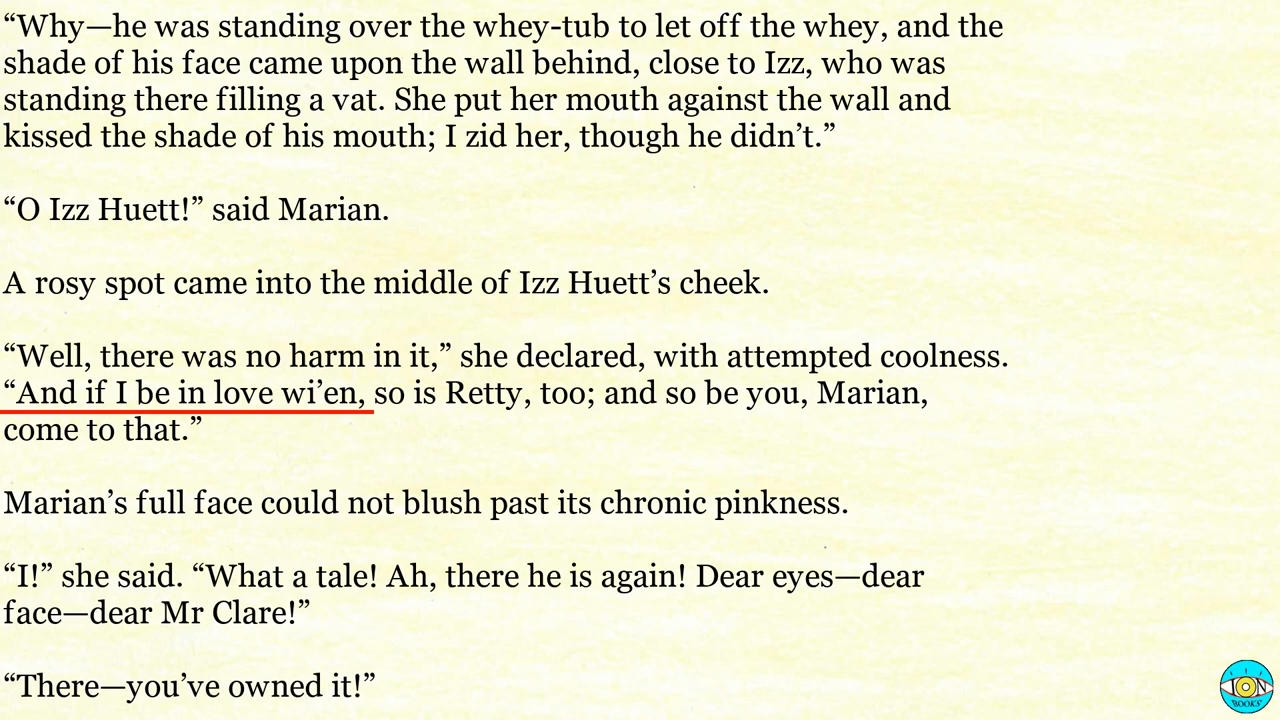 “Why—he was standing over the whey-tub to let off the whey, and the
shade of his face came upon the wall behind, close to Izz, who was
standing there filling a vat. She put her mouth against the wall and
kissed the shade of his mouth; I zid her, though he didn’t.”
“O Izz Huett!” said Marian.
A rosy spot came into the middle of Izz Huett’s cheek.
“Well, there was no harm in it,” she declared, with attempted coolness.
“And if I be in love wi’en, so is Retty, too; and so be you, Marian,
come to that.”
Marian’s full face could not blush past its chronic pinkness.
“I!” she said. “What a tale! Ah, there he is again! Dear eyes—dear
face—dear Mr Clare!”
“There—you’ve owned it!”
ION
BOOKS